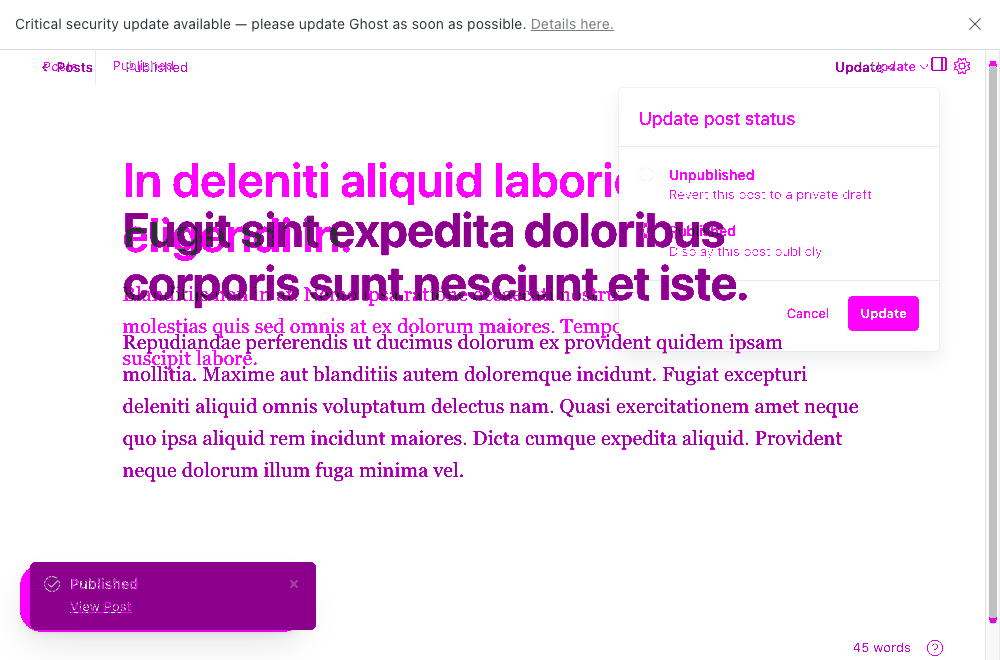 Critical security update available — please update Ghost as soon as possible. Details here.
Posts
Published
Update
Update
Update post status
In deleniti aliquid
Unpublished
Revert this post to a private draft
Fugit sint expedita doloribus
eligendi in.
Published
Display this post publicly
corporis sunt nesciunt et iste.
Cancel
Update
molestias quis sed omnis at ex dolorum maiores.
Repudiandae perferendis ut ducimus dolorum ex provident quidem ipsam
suscipit labore.
mollitia. Maxime aut blanditiis autem doloremque incidunt. Fugiat excepturi
deleniti aliquid omnis voluptatum delectus nam. Quasi exercitationem amet neque
quo ipsa aliquid rem incidunt maiores. Dicta cumque expedita aliquid. Provident
neque dolorum illum fuga minima vel.
Published
View Post
45 words